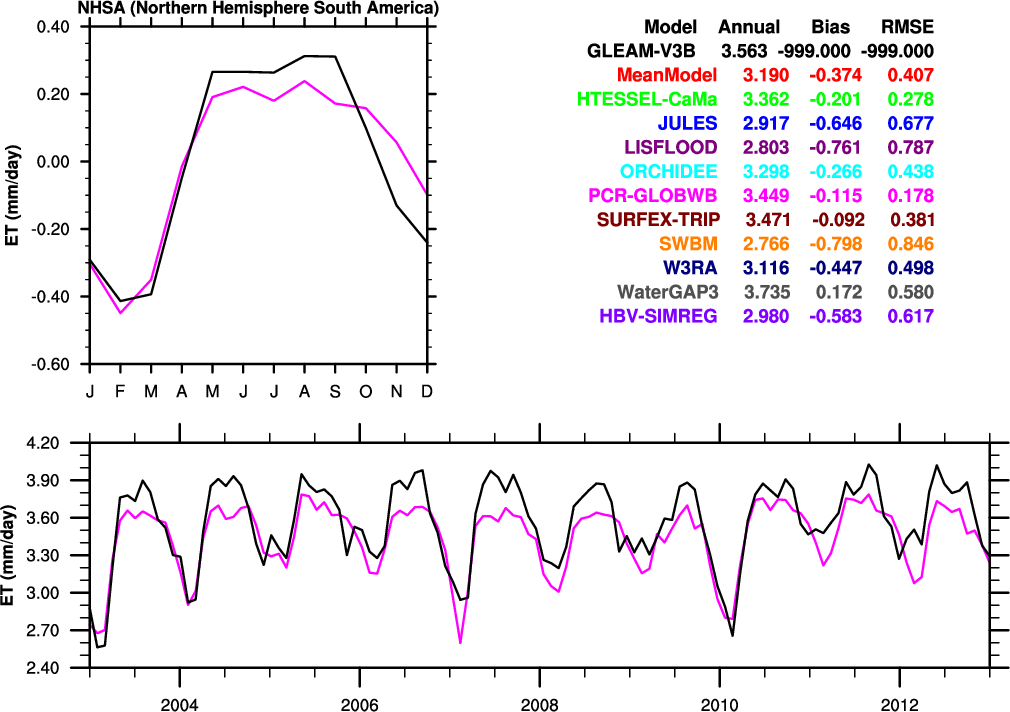 NHSA (Northern Hemisphere South America)
0.40
0.20
0.00
-0.20
-0.40
-0.60
ET (mm/day)
J F M A M J J A S O N D
Model Annual Bias RMSE
GLEAM-V3B 3.563 -999.000 -999.000
MeanModel 3.190 -0.374 0.407
HTESSEL-CaMa 3.362 -0.201 0.278
JULES 2.917 -0.646 0.677
LISFLOOD 2.803 -0.761 0.787
ORCHIDEE 3.298 -0.266 0.438
PCR-GLOBWB 3.449 -0.115 0.178
SURFEX-TRIP 3.471 -0.092 0.381
SWBM 2.766 -0.798 0.846
W3RA 3.116 -0.447 0.498
WaterGAP3 3.735 0.172 0.580
HBV-SIMREG 2.980 -0.583 0.617
4.20
3.90
3.60
3.30
3.00
2.70
2.40
ET (mm/day)
2004 2006 2008 2010 2012